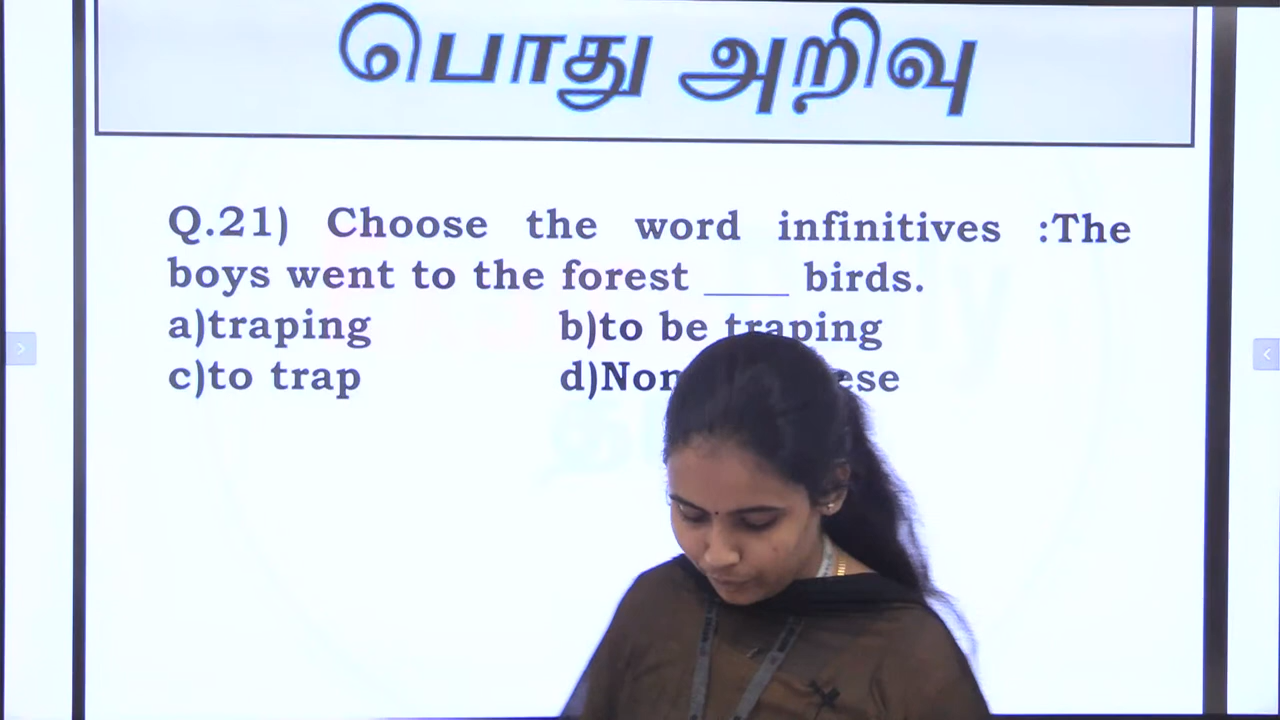 பொது அறிவு
Q.21) Choose the word infinitives :The
boys went to the forest ____ birds.
a)traping b)to be traping
c)to trap